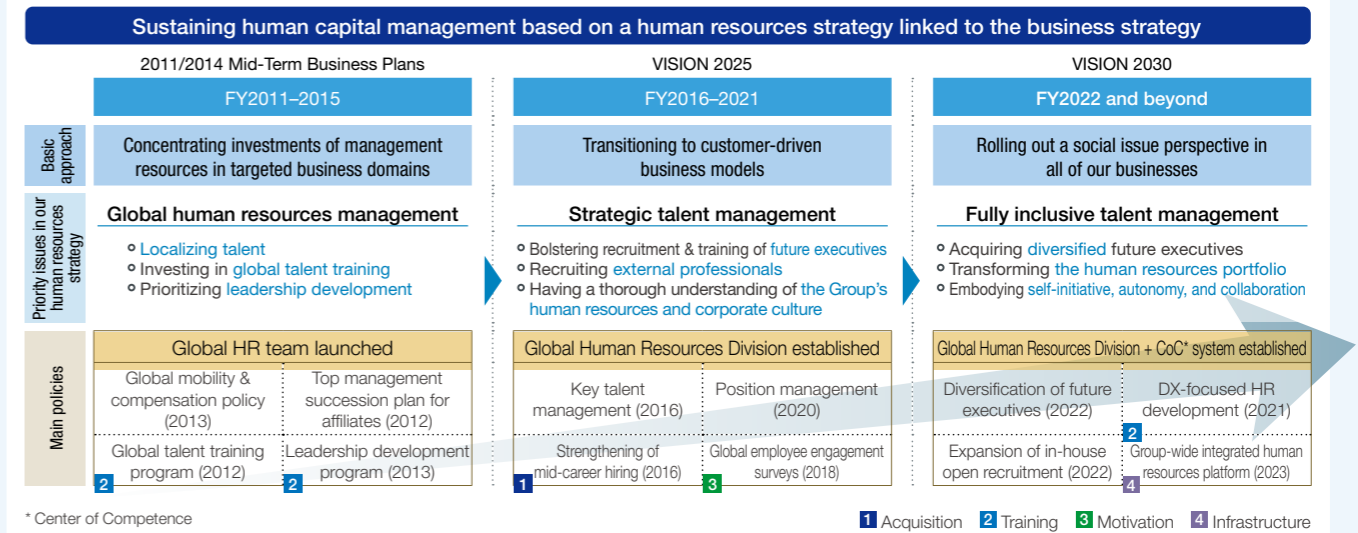 Sustaining human capital management based on a human resources strategy linked to the business strategy
2011/2014 Mid-Term Business Plans
FY2011–2015
VISION 2025
FY2016–2021
VISION 2030
FY2022 and beyond
Basic
approach
Concentrating investments of management
resources in targeted business domains
Transitioning to customer-driven
business models
Rolling out a social issue perspective in
all of our businesses
Priority issues in our
human resources
strategy
Global human resources management
Localizing talent
Investing in global talent training
Prioritizing leadership development
Strategic talent management
Bolstering recruitment & training of future executives
Recruiting external professionals
Having a thorough understanding of the Group's
human resources and corporate culture
Fully inclusive talent management
Acquiring diversified future executives
Transforming the human resources portfolio
Embodying self-initiative, autonomy, and collaboration
Main policies
Global HR team launched
Global mobility &
compensation policy
(2013)
Top management
succession plan for
affiliates (2012)
Global talent training
program (2012)
2
Leadership development
program (2013)
2
Global Human Resources Division established
Key talent
management (2016)
Position management
(2020)
Strengthening of
mid-career hiring (2016)
1
Global employee engagement
surveys (2018)
3
Global Human Resources Division + CoC* system established
Diversification of future
executives (2022)
DX-focused HR
development (2021)
2
Expansion of in-house
open recruitment (2022)
Group-wide integrated human
resources platform (2023)
4
* Center of Competence
1 Acquisition 2 Training 3 Motivation 4 Infrastructure